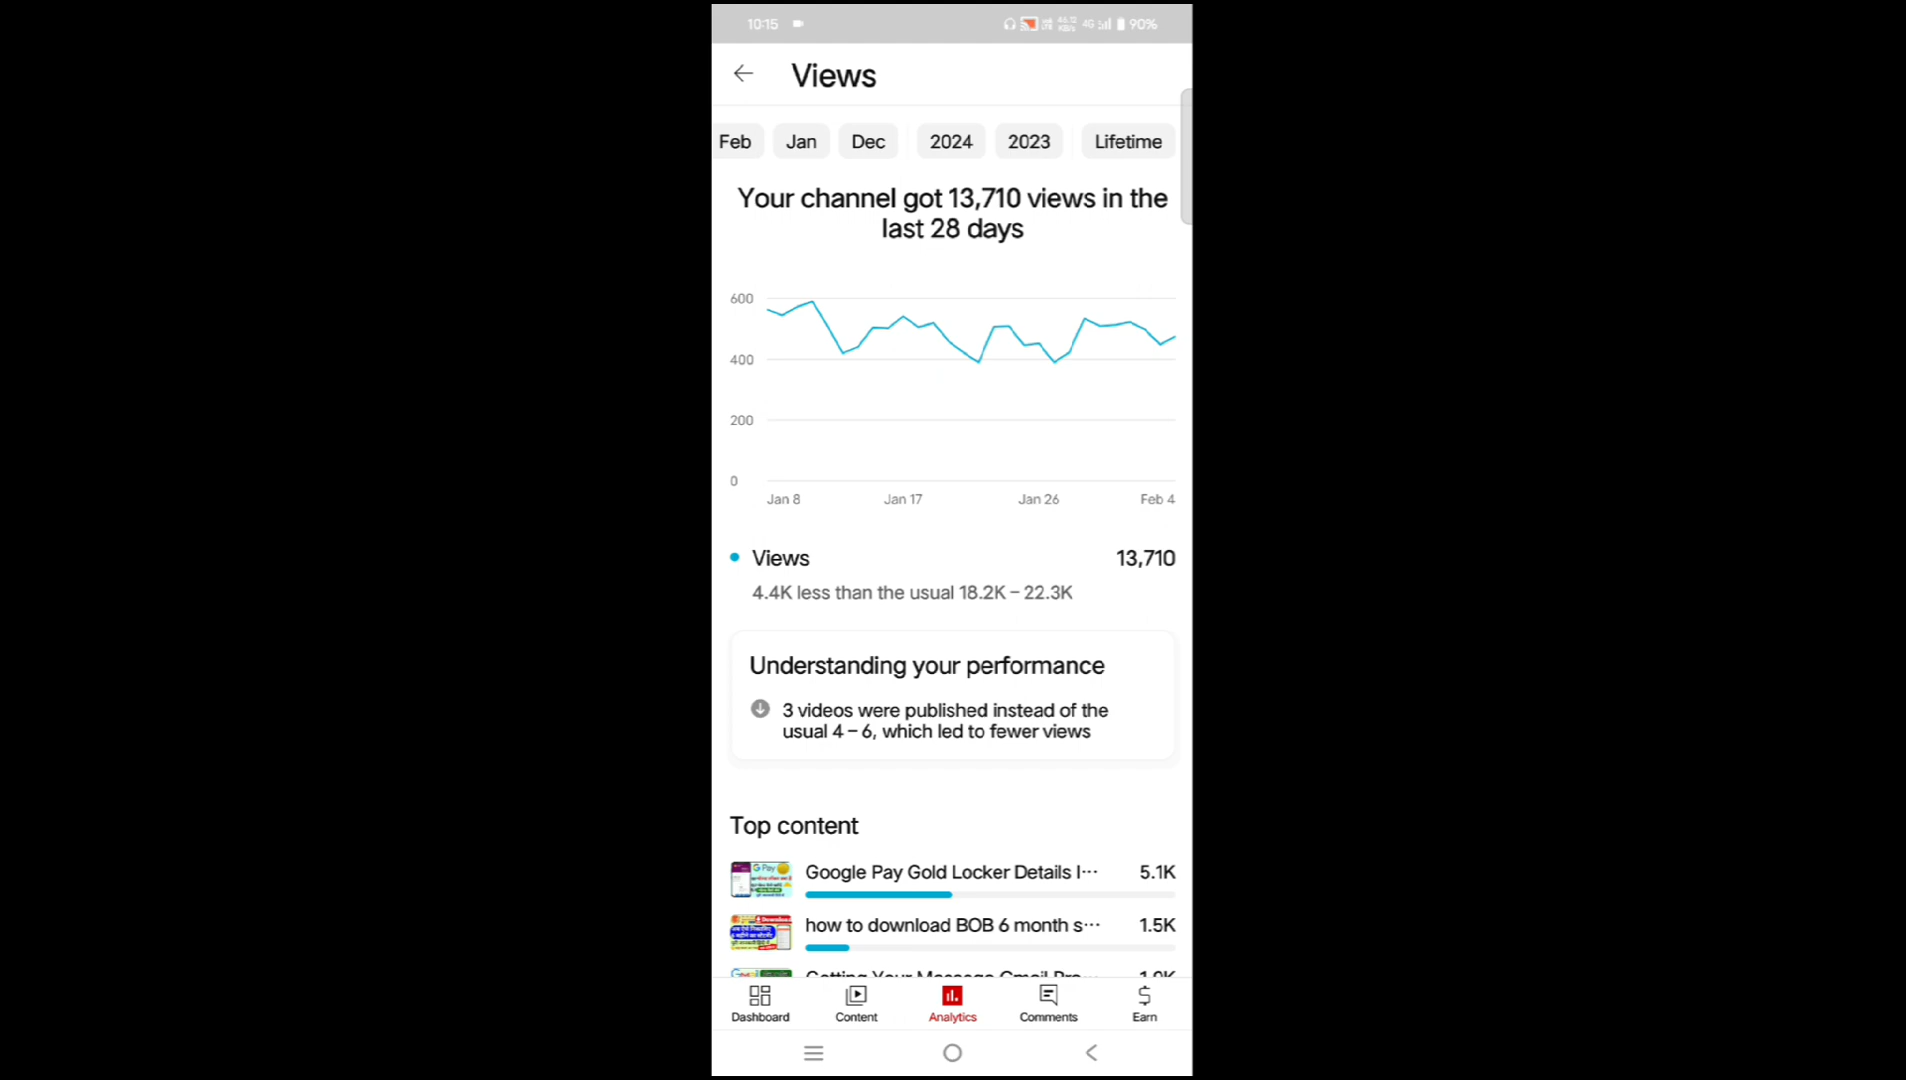 10:15
4G
90%
Views
Feb Jan Dec 2024 2023 Lifetime
Your channel got 13,710 views in the
last 28 days
600
400
200
0
Jan 8 Jan 17 Jan 26 Feb 4
Views 13,710
4.4K less than the usual 18.2K – 22.3K
Understanding your performance
3 videos were published instead of the
usual 4 – 6, which led to fewer views
Top content
Google Pay Gold Locker Details I··· 5.1K
how to download BOB 6 month s··· 1.5K
Dashboard Content Analytics Comments Earn